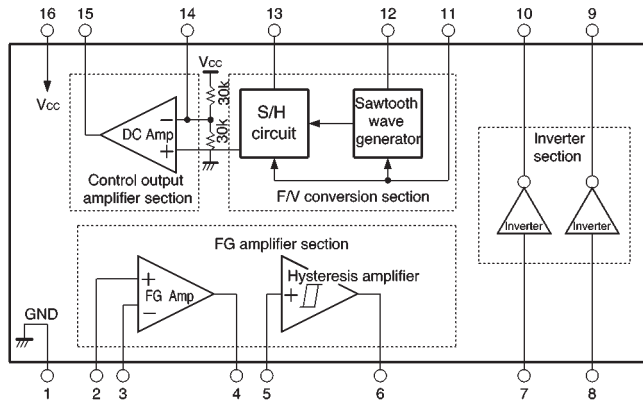 16 15 14 13 12 11 10 9
Vcc
Vcc
30k
30k
DC Amp
−
+
S/H
circuit
Sawtooth
wave
generator
Inverter
section
Control output
amplifier section
F/V conversion section
Inverter
Inverter
FG amplifier section
+
FG Amp
−
Hysteresis amplifier
+
GND
1 2 3 4 5 6 7 8